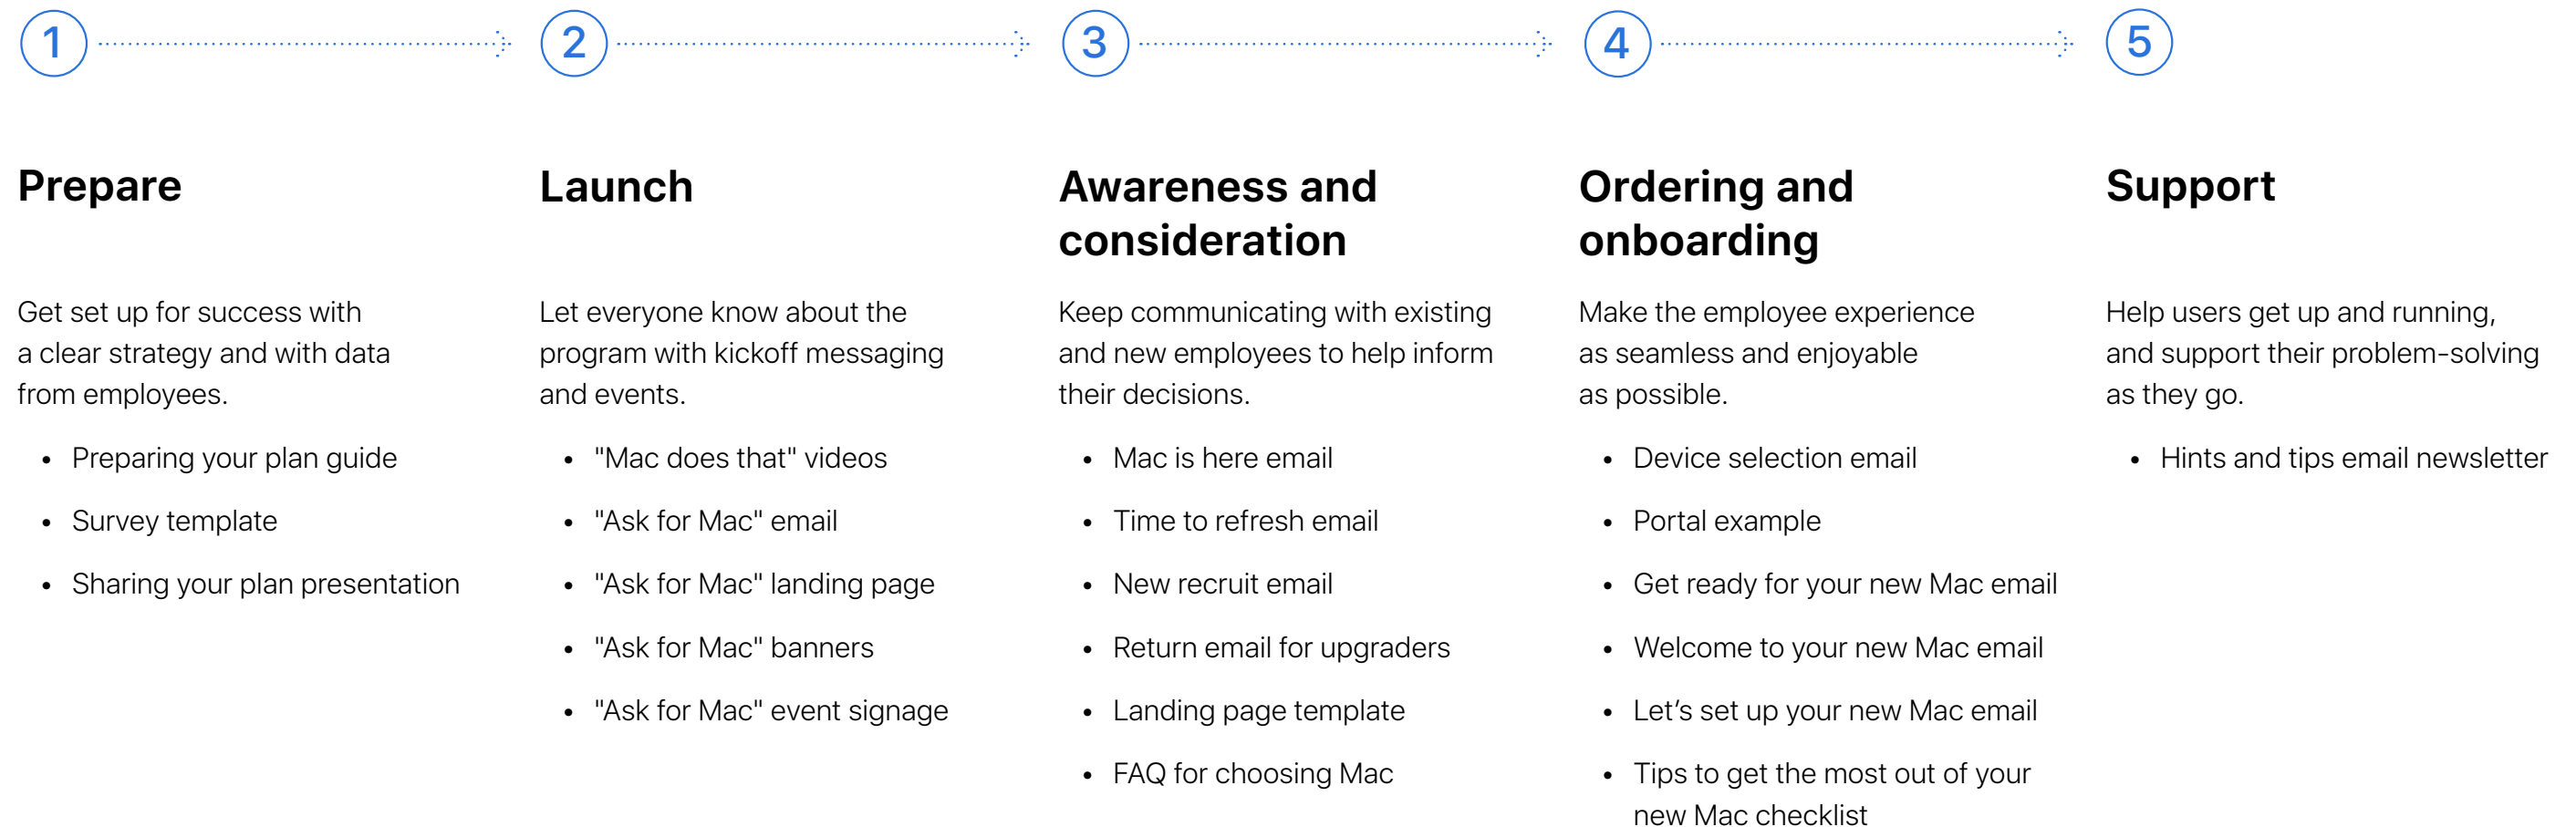 1
2
3
4
5
Prepare
Get set up for success with
a clear strategy and with data
from employees.
• Preparing your plan guide
• Survey template
• Sharing your plan presentation
Launch
Let everyone know about the
program with kickoff messaging
and events.
• "Mac does that" videos
• "Ask for Mac" email
• "Ask for Mac" landing page
• "Ask for Mac" banners
• "Ask for Mac" event signage
Awareness and
consideration
Keep communicating with existing
and new employees to help inform
their decisions.
• Mac is here email
• Time to refresh email
• New recruit email
• Return email for upgraders
• Landing page template
• FAQ for choosing Mac
Ordering and
onboarding
Make the employee experience
as seamless and enjoyable
as possible.
• Device selection email
• Portal example
• Get ready for your new Mac email
• Welcome to your new Mac email
• Let’s set up your new Mac email
• Tips to get the most out of your
new Mac checklist
Support
Help users get up and running,
and support their problem-solving
as they go.
• Hints and tips email newsletter